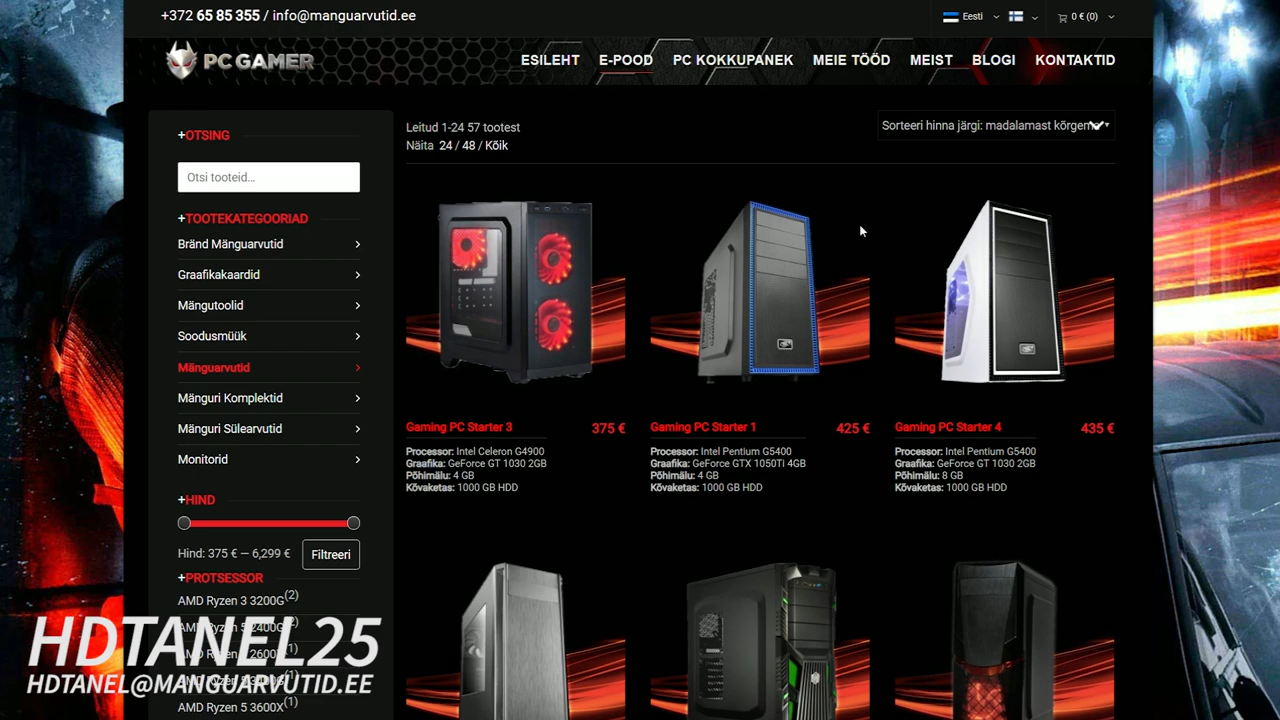 +372 65 85 355 / info@manguarvutid.ee
Eesti
0 € (0)
PC GAMER
ESILEHT E-POOD PC KOKKUPANEK MEIE TÖÖD MEIST BLOGI KONTAKTID
+OTSING
Otsi tooteid...
+TOOTEKATEGOORIAD
Bränd Mänguarvutid
Graafikakaardid
Mängutoolid
Soodusmüük
Mänguarvutid
Mänguri Komplektid
Mänguri Sülearvutid
Monitorid
+HIND
Hind: 375 € — 6,299 €
Filtreeri
+PROTSESSOR
AMD Ryzen 3 3200G(2)
AMD Ryzen 5 3600X(1)
HDTANEL25
HDTANEL@MANGUARVUTID.EE
Leitud 1-24 57 tootest
Näita 24 / 48 / Kõik
Sorteeri hinna järgi: madalamast kõrgema
Gaming PC Starter 3 375 €
Processor: Intel Celeron G4900
Graafika: GeForce GT 1030 2GB
Põhimälu: 4 GB
Kõvaketas: 1000 GB HDD
Gaming PC Starter 1 425 €
Processor: Intel Pentium G5400
Graafika: GeForce GTX 1050Ti 4GB
Põhimälu: 4 GB
Kõvaketas: 1000 GB HDD
Gaming PC Starter 4 435 €
Processor: Intel Pentium G5400
Graafika: GeForce GT 1030 2GB
Põhimälu: 8 GB
Kõvaketas: 1000 GB HDD